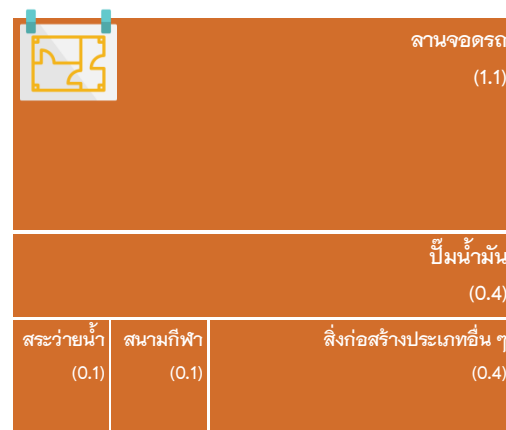 ลานจอดรถ
(1.1)
ปั๊มน้ำมัน
(0.4)
สระว่ายน้ำ
(0.1)
สนามกีฬา
(0.1)
สิ่งก่อสร้างประเภทอื่น ๆ
(0.4)